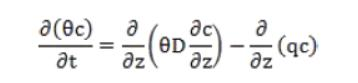 ∂(θc)/∂t = ∂/∂z (θD ∂c/∂z) − ∂/∂z (qc)